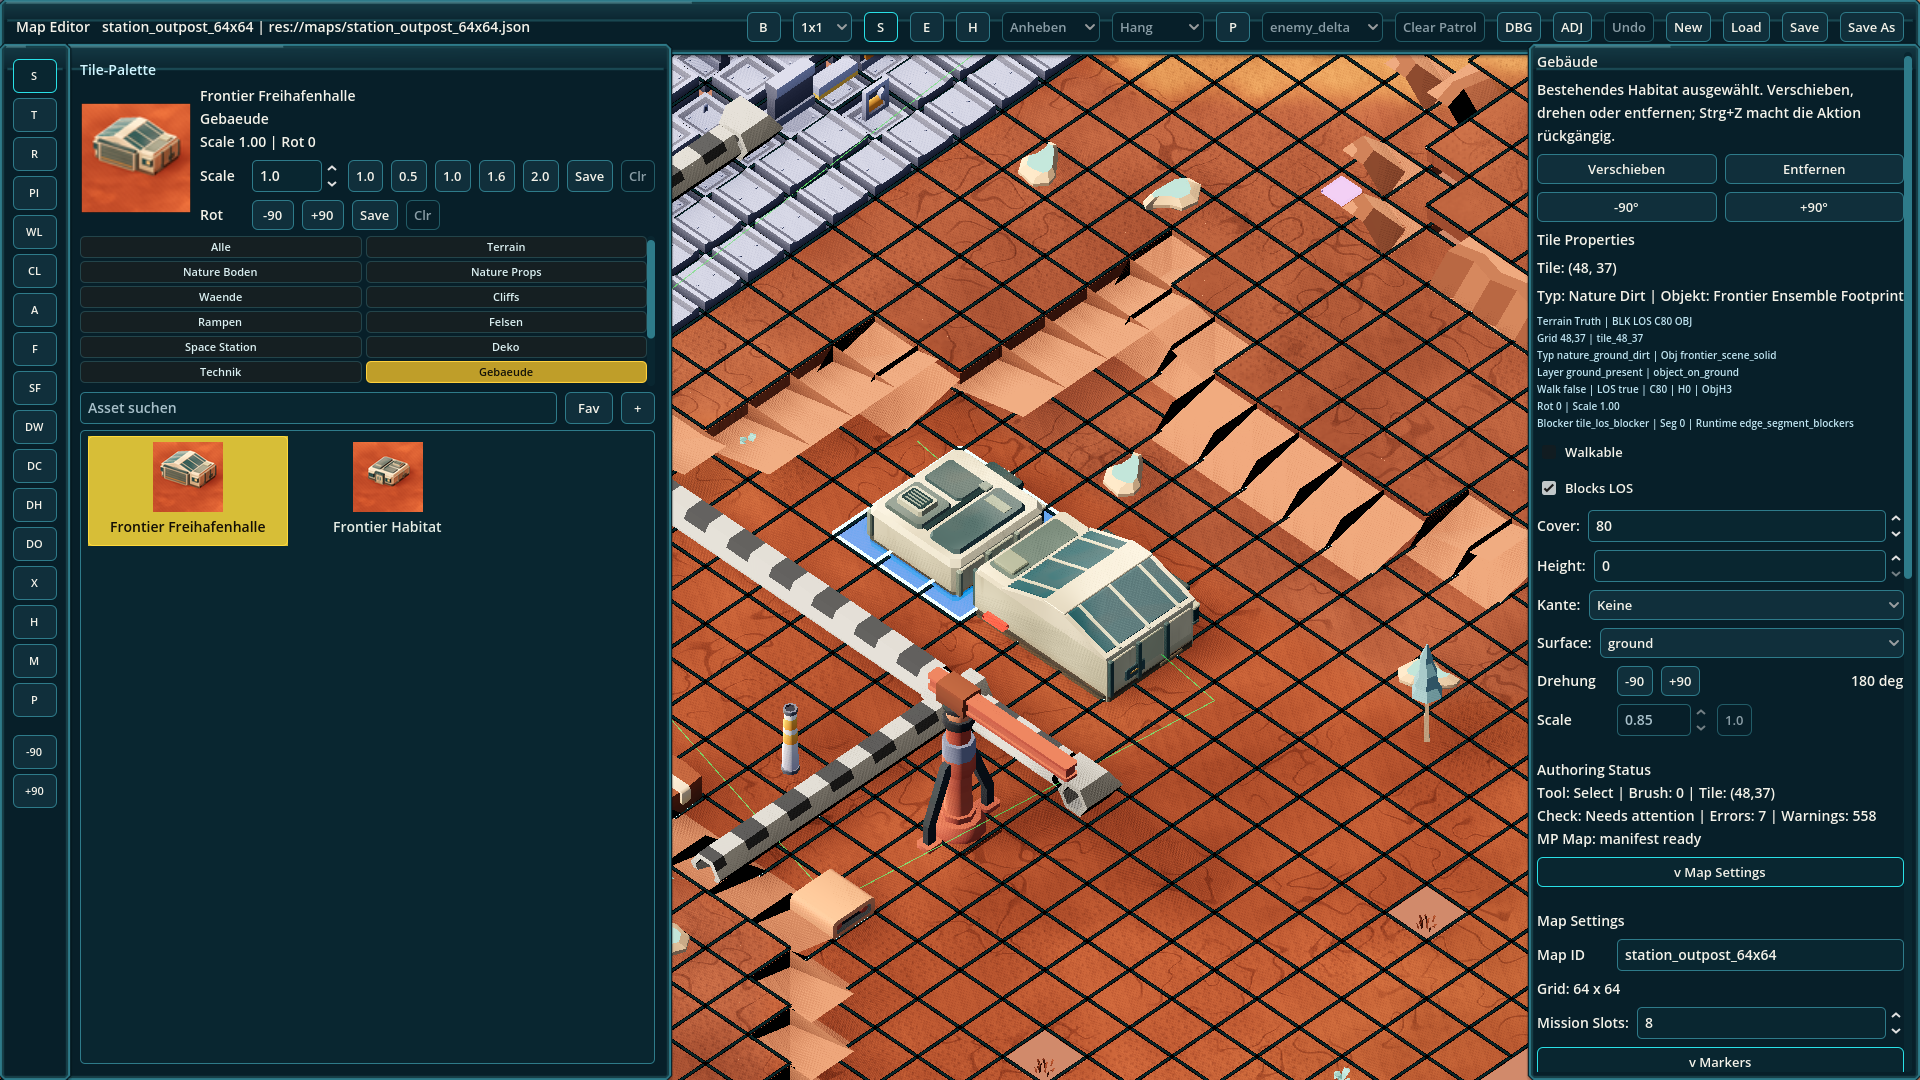 Map Editor station_outpost_64x64 | res://maps/station_outpost_64x64.json
B 1x1 S E H Anheben Hang P enemy_delta Clear Patrol DBG ADJ Undo New Load Save Save As
S
T
R
PI
WL
CL
A
F
SF
DW
DC
DH
DO
X
H
M
P
-90
+90
Tile-Palette
Frontier Freihafenhalle
Gebaeude
Scale 1.00 | Rot 0
Scale 1.0 1.0 0.5 1.0 1.6 2.0 Save Clr
Rot -90 +90 Save Clr
Alle Terrain
Nature Boden Nature Props
Waende Cliffs
Rampen Felsen
Space Station Deko
Technik Gebaeude
Asset suchen Fav +
Frontier Freihafenhalle Frontier Habitat
Gebäude
Bestehendes Habitat ausgewählt. Verschieben,
drehen oder entfernen; Strg+Z macht die Aktion
rückgängig.
Verschieben Entfernen
-90° +90°
Tile Properties
Tile: (48, 37)
Typ: Nature Dirt | Objekt: Frontier Ensemble Footprint
Terrain Truth | BLK LOS C80 OBJ
Grid 48,37 | tile_48_37
Typ nature_ground_dirt | Obj frontier_scene_solid
Layer ground_present | object_on_ground
Walk false | LOS true | C80 | H0 | ObjH3
Rot 0 | Scale 1.00
Blocker tile_los_blocker | Seg 0 | Runtime edge_segment_blockers
Walkable
Blocks LOS
Cover: 80
Height: 0
Kante: Keine
Surface: ground
Drehung -90 +90 180 deg
Scale 0.85 1.0
Authoring Status
Tool: Select | Brush: 0 | Tile: (48,37)
Check: Needs attention | Errors: 7 | Warnings: 558
MP Map: manifest ready
v Map Settings
Map Settings
Map ID station_outpost_64x64
Grid: 64 x 64
Mission Slots: 8
v Markers